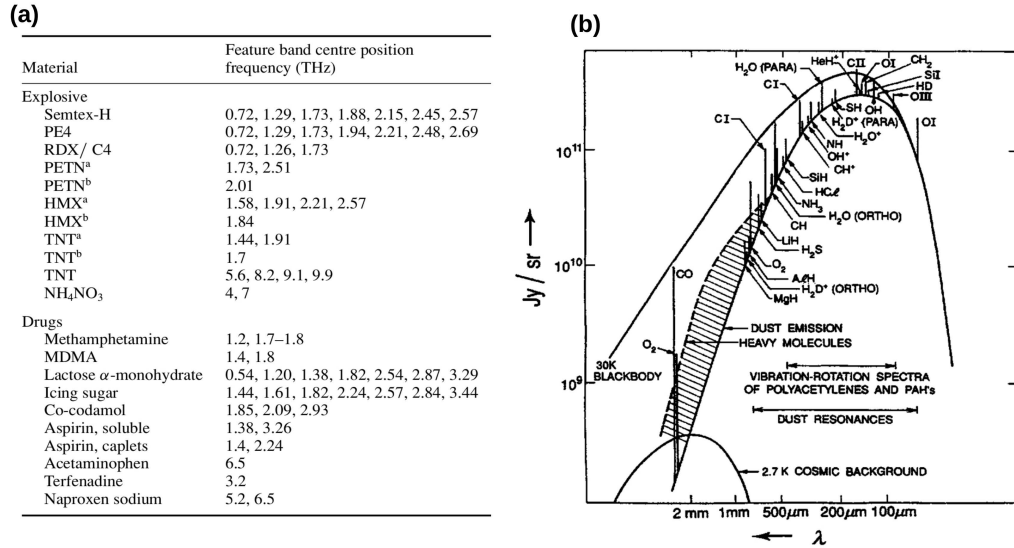 (a)
Material Feature band centre position frequency (THz)
Explosive
Semtex-H 0.72, 1.29, 1.73, 1.88, 2.15, 2.45, 2.57
PE4 0.72, 1.29, 1.73, 1.94, 2.21, 2.48, 2.69
RDX/ C4 0.72, 1.26, 1.73
PETNᵃ 1.73, 2.51
PETNᵇ 2.01
HMXᵃ 1.58, 1.91, 2.21, 2.57
HMXᵇ 1.84
TNTᵃ 1.44, 1.91
TNTᵇ 1.7
TNT 5.6, 8.2, 9.1, 9.9
NH₄NO₃ 4, 7
Drugs
Methamphetamine 1.2, 1.7–1.8
MDMA 1.4, 1.8
Lactose α-monohydrate 0.54, 1.20, 1.38, 1.82, 2.54, 2.87, 3.29
Icing sugar 1.44, 1.61, 1.82, 2.24, 2.57, 2.84, 3.44
Co-codamol 1.85, 2.09, 2.93
Aspirin, soluble 1.38, 3.26
Aspirin, caplets 1.4, 2.24
Acetaminophen 6.5
Terfenadine 3.2
Naproxen sodium 5.2, 6.5
(b)
Jy / sr
10¹¹
10¹⁰
10⁹
H₂O (PARA)
HeH⁺
CII
OI
CH₂
SiI
HD
OIII
OI
CI
CI
SH
OH
H₂D⁺ (PARA)
H₂O⁺
NH
OH⁺
CH⁺
SiH
HCℓ
NH₃
H₂O (ORTHO)
CH
LiH
H₂S
O₂
AℓH
H₂D⁺ (ORTHO)
MgH
CO
O₂
DUST EMISSION
HEAVY MOLECULES
30K
BLACKBODY
VIBRATION-ROTATION SPECTRA
OF POLYACETYLENES AND PAH's
DUST RESONANCES
2.7 K COSMIC BACKGROUND
2 mm 1mm 500μm 200μm 100μm
λ